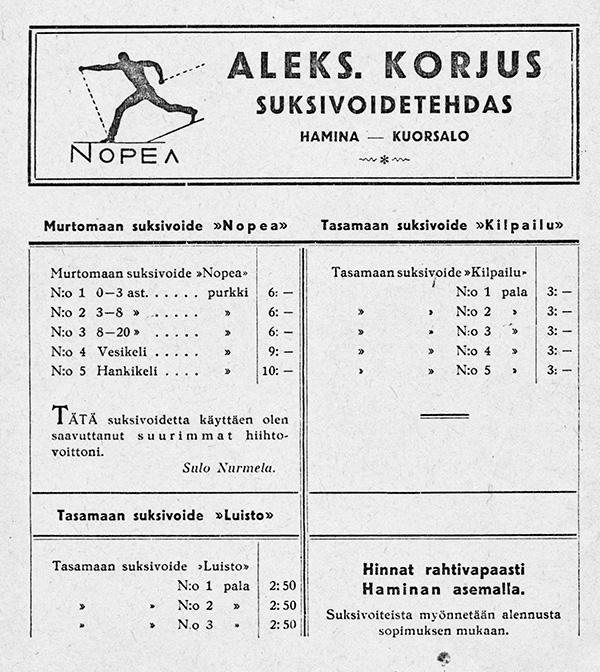 NOPEA
ALEKS. KORJUS
SUKSIVOIDETEHDAS
HAMINA — KUORSALO
Murtomaan suksivoide »Nopea»
Murtomaan suksivoide »Nopea»
N:o 1 0—3 ast. . . . . . purkki 6: —
N:o 2 3—8 » . . . . . . » 6: —
N:o 3 8—20 » . . . . . » 6: —
N:o 4 Vesikeli . . . . . » 9: —
N:o 5 Hankikeli . . . . » 10: —
TÄTÄ suksivoidetta käyttäen olen
saavuttanut suurimmat hiihto-
voittoni.
Sulo Nurmela.
Tasamaan suksivoide »Luisto»
Tasamaan suksivoide »Luisto»
N:o 1 pala 2: 50
» » N:o 2 » 2: 50
» » N:o 3 » 2: 50
Tasamaan suksivoide »Kilpailu»
Tasamaan suksivoide »Kilpailu»
N:o 1 pala 3: —
» » N:o 2 » 3: —
» » N:o 3 » 3: —
» » N:o 4 » 3: —
» » N:o 5 » 3: —
Hinnat rahtivapaasti
Haminan asemalla.
Suksivoiteista myönnetään alennusta
sopimuksen mukaan.